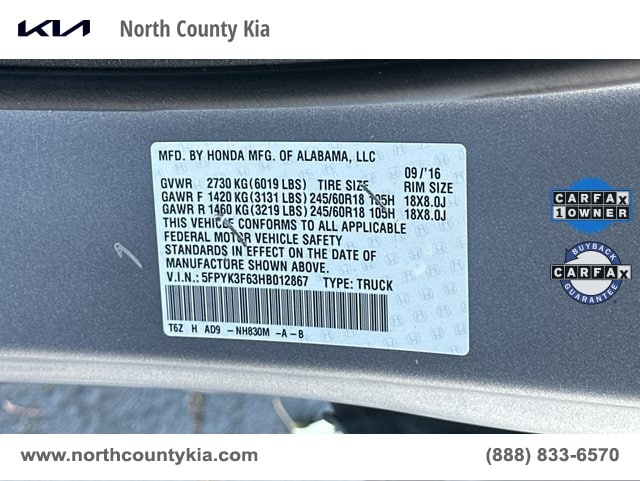 KIA North County Kia
MFD. BY HONDA MFG. OF ALABAMA, LLC
09/'16
GVWR 2730 KG(6019 LBS) TIRE SIZE RIM SIZE
GAWR F 1420 KG(3131 LBS) 245/60R18 105H 18X8.0J
GAWR R 1460 KG(3219 LBS) 245/60R18 105H 18X8.0J
THIS VEHICLE CONFORMS TO ALL APPLICABLE
FEDERAL MOTOR VEHICLE SAFETY
STANDARDS IN EFFECT ON THE DATE OF
MANUFACTURE SHOWN ABOVE.
V.I.N.: 5FPYK3F63HB012867 TYPE: TRUCK
T6Z H AD9 -NH830M -A-B
CARFAX
1 OWNER
BUYBACK
CARFAX
GUARANTEE
www.northcountykia.com (888) 833-6570